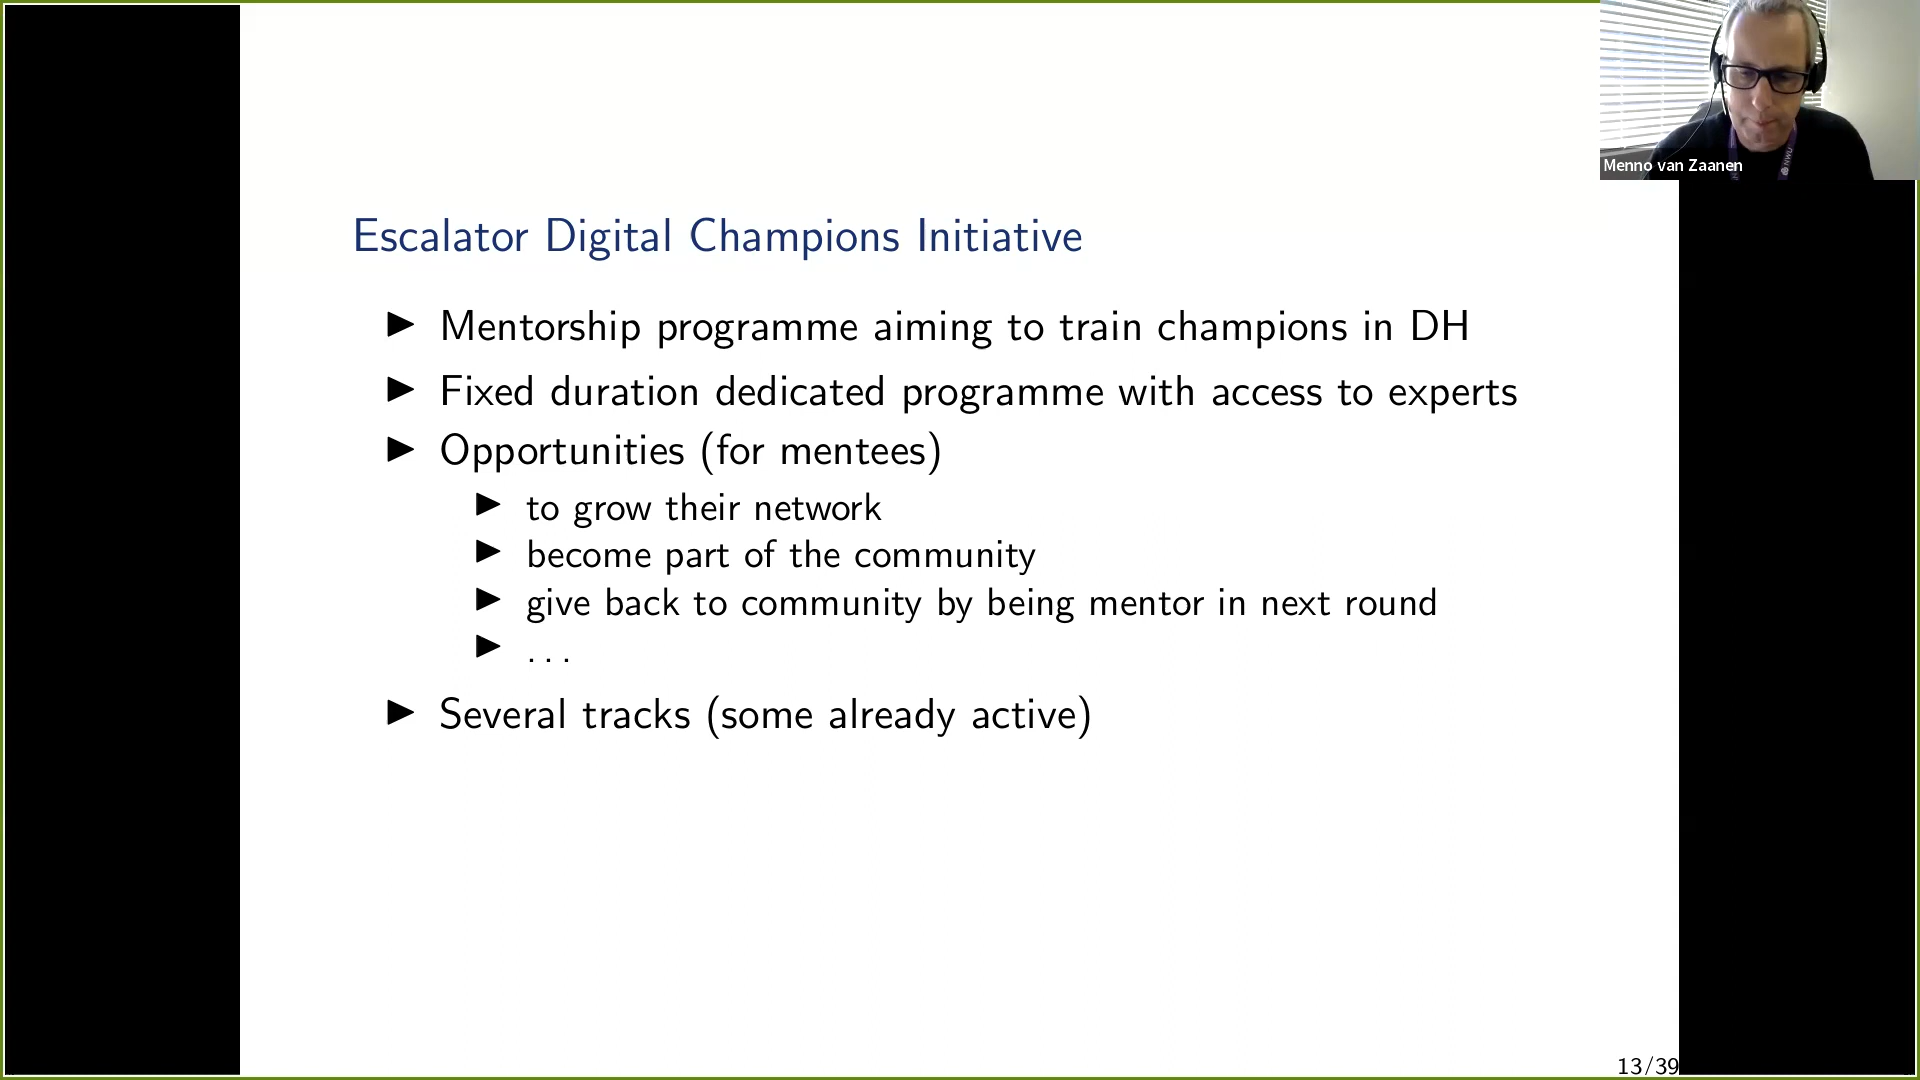 Menno van Zaanen
NWU
Escalator Digital Champions Initiative
▶ Mentorship programme aiming to train champions in DH
▶ Fixed duration dedicated programme with access to experts
▶ Opportunities (for mentees)
▶ to grow their network
▶ become part of the community
▶ give back to community by being mentor in next round
▶ . . .
▶ Several tracks (some already active)
13/39